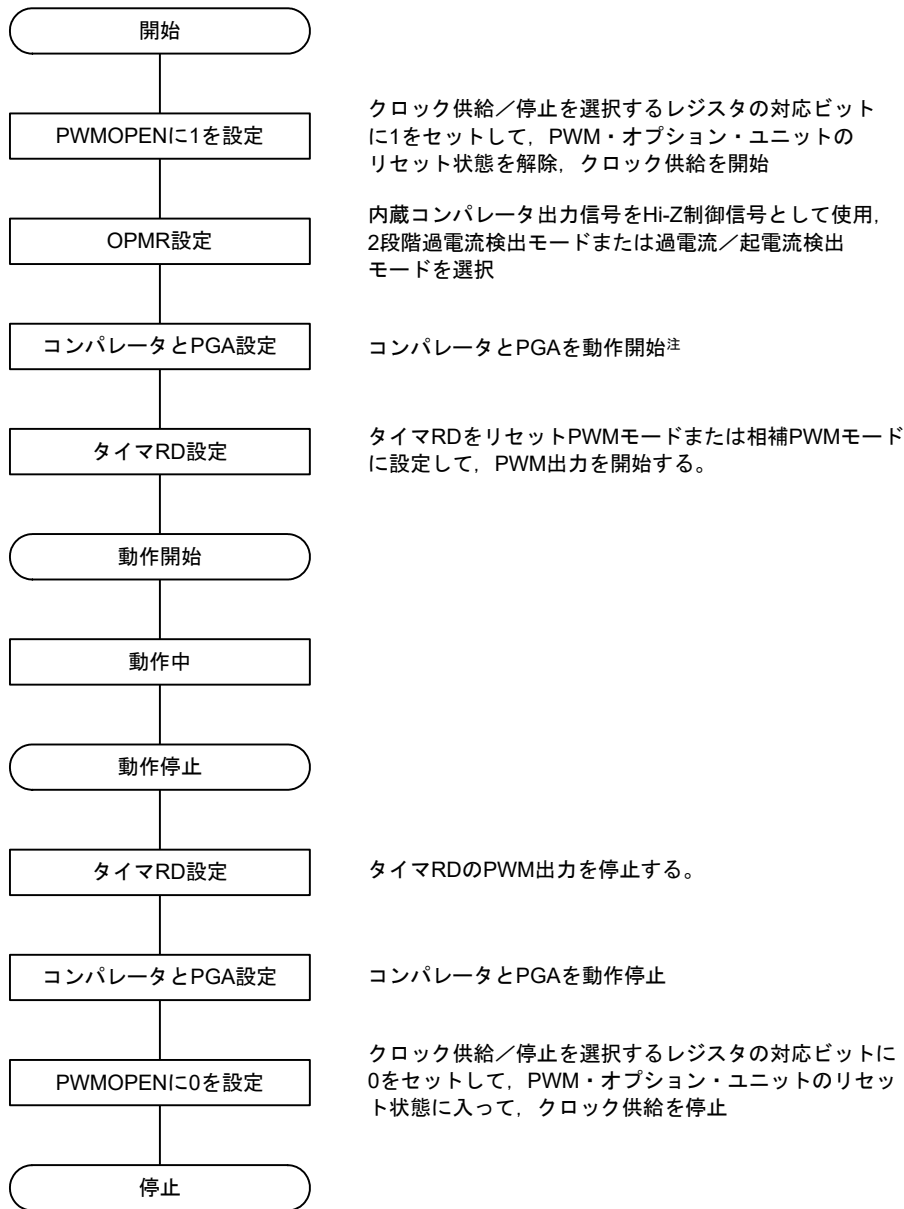 開始
PWMOPENに1を設定
クロック供給／停止を選択するレジスタの対応ビット
に1をセットして，PWM・オプション・ユニットの
リセット状態を解除，クロック供給を開始
OPMR設定
内蔵コンパレータ出力信号をHi-Z制御信号として使用，
2段階過電流検出モードまたは過電流／起電流検出
モードを選択
コンパレータとPGA設定
コンパレータとPGAを動作開始注
タイマRD設定
タイマRDをリセットPWMモードまたは相補PWMモード
に設定して，PWM出力を開始する。
動作開始
動作中
動作停止
タイマRD設定
タイマRDのPWM出力を停止する。
コンパレータとPGA設定
コンパレータとPGAを動作停止
PWMOPENに0を設定
クロック供給／停止を選択するレジスタの対応ビットに
0をセットして，PWM・オプション・ユニットのリセッ
ト状態に入って，クロック供給を停止
停止